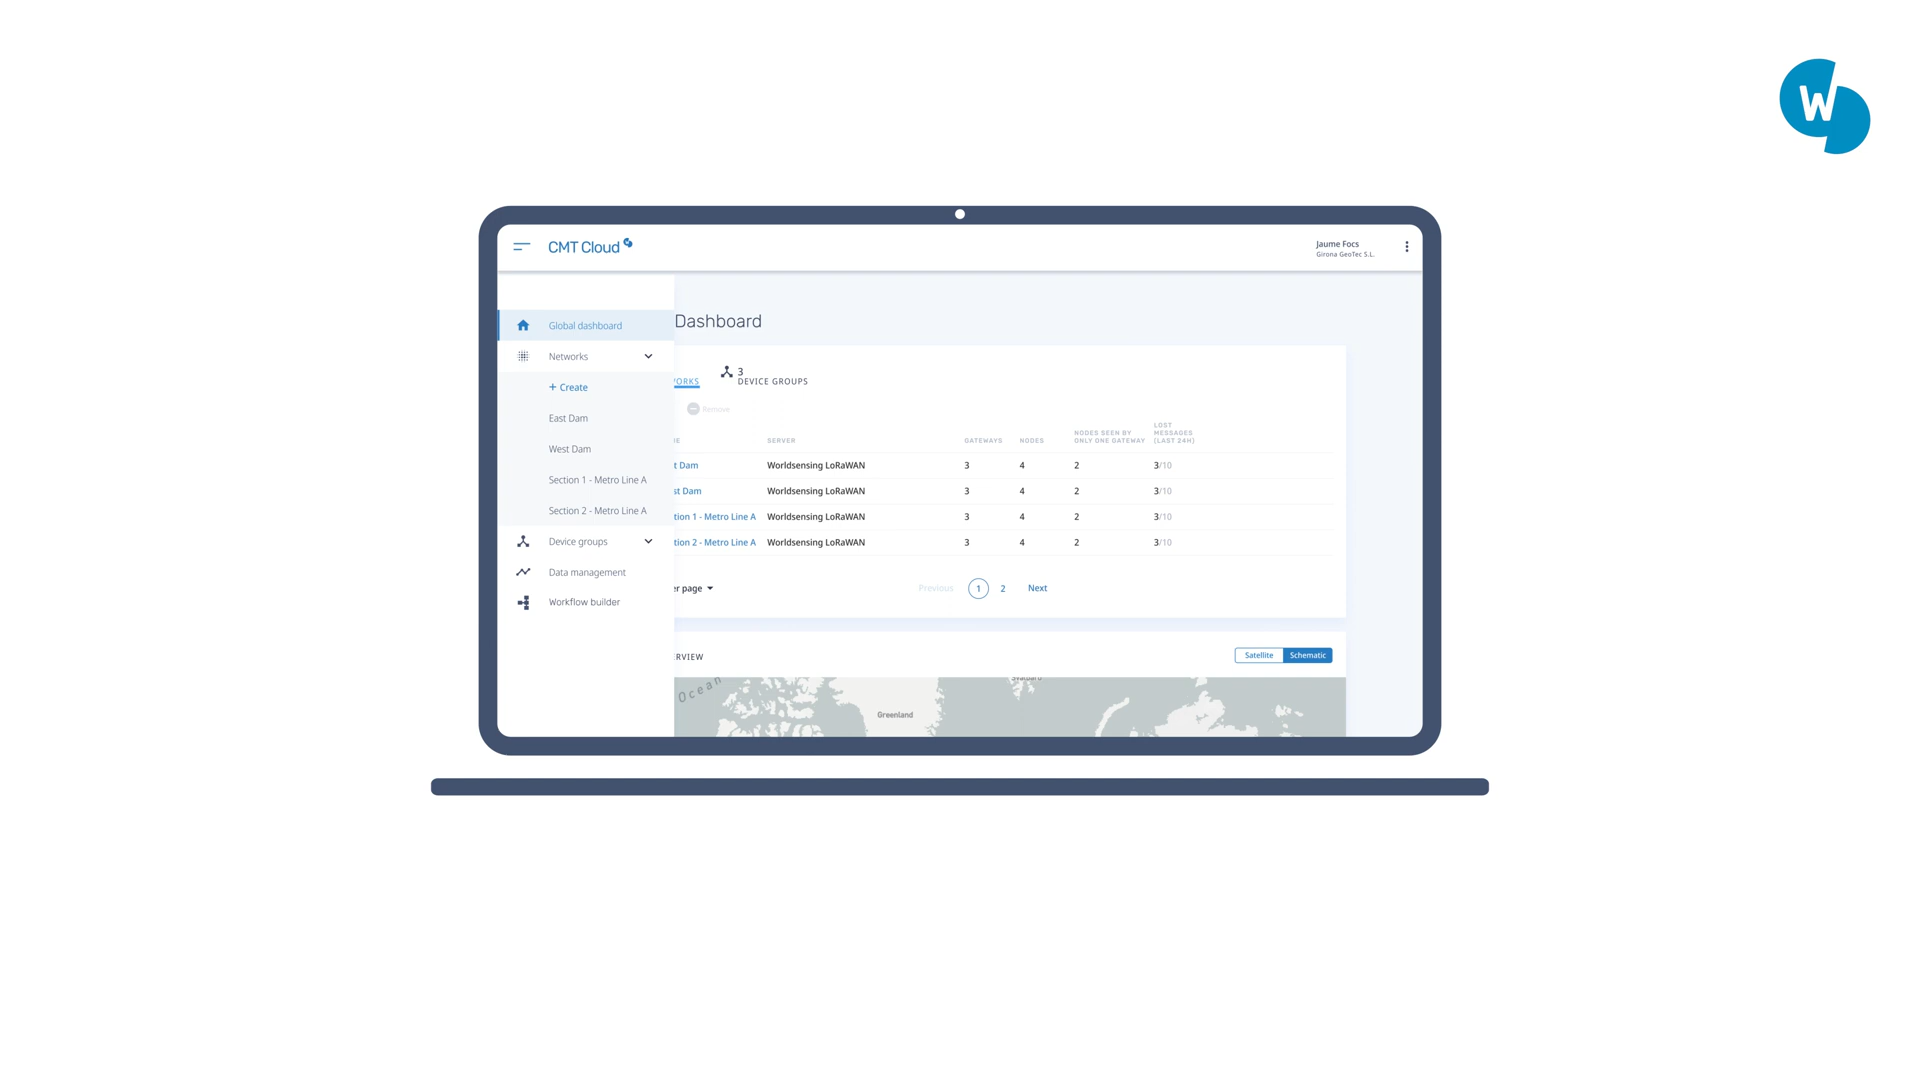 W
CMT Cloud
Jaume Focs
Girona GeoTec S.L.
Global dashboard
Networks
+ Create
East Dam
West Dam
Section 1 - Metro Line A
Section 2 - Metro Line A
Device groups
Data management
Workflow builder
Dashboard
ORKS
3
DEVICE GROUPS
Remove
SERVER GATEWAYS NODES NODES SEEN BY ONLY ONE GATEWAY LOST MESSAGES (LAST 24H)
t Dam Worldsensing LoRaWAN 3 4 2 3/10
st Dam Worldsensing LoRaWAN 3 4 2 3/10
tion 1 - Metro Line A Worldsensing LoRaWAN 3 4 2 3/10
tion 2 - Metro Line A Worldsensing LoRaWAN 3 4 2 3/10
er page Previous 1 2 Next
ERVIEW
Satellite Schematic
Ocean
Greenland
Svalbard